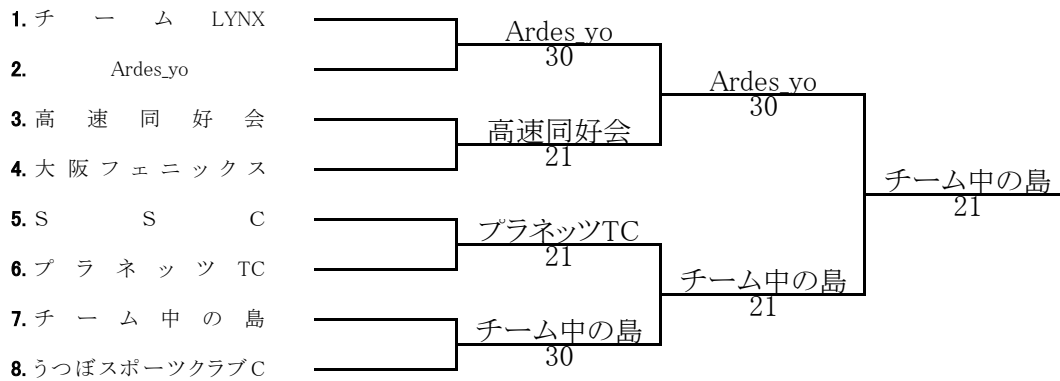 1. チーム LYNX
2. Ardes_yo
3. 高速同好会
4. 大阪フェニックス
5. S S C
6. プラネッツ TC
7. チーム中の島
8. うつぼスポーツクラブC
Ardes_yo
30
高速同好会
21
プラネッツTC
21
チーム中の島
30
Ardes_yo
30
チーム中の島
21
チーム中の島
21